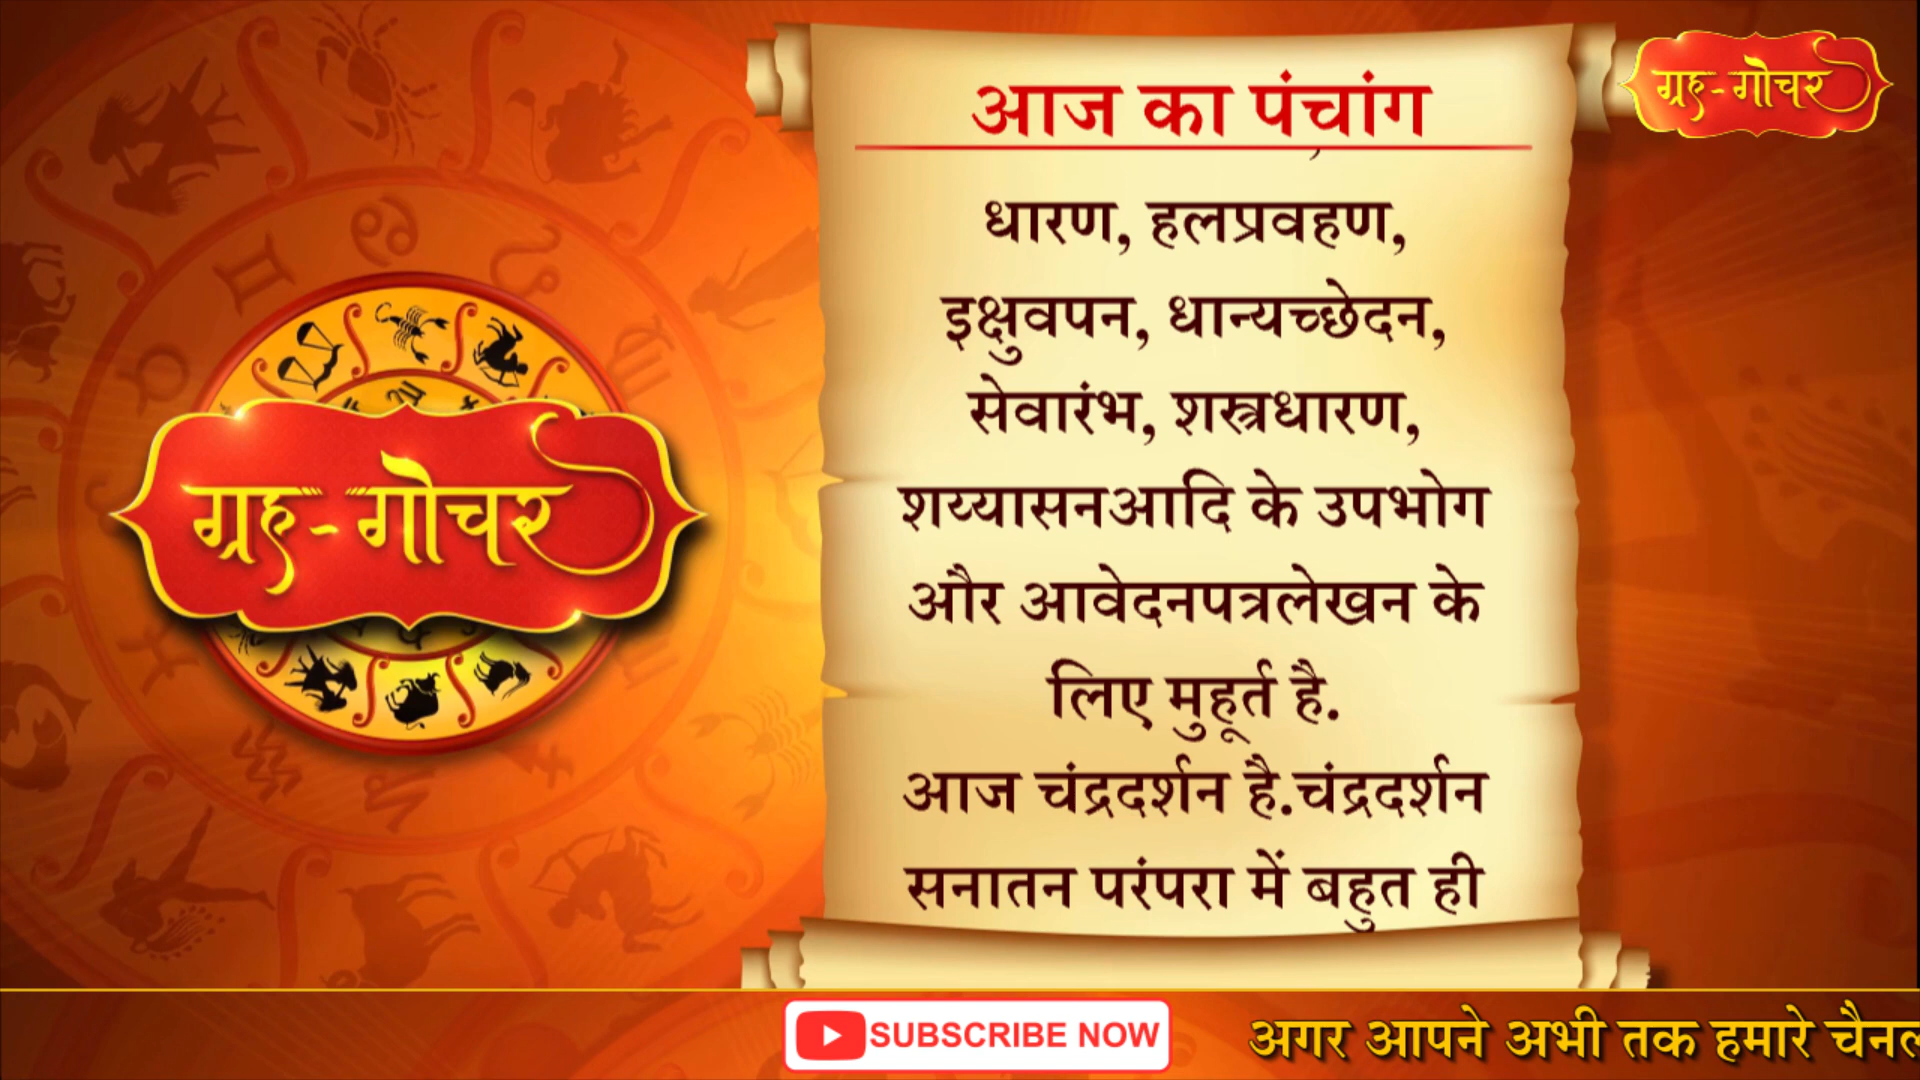 आज का पंचांग
ग्रह-गोचर
धारण, हलप्रवहण,
इक्षुवपन, धान्यच्छेदन,
सेवारंभ, शस्त्रधारण,
शय्यासनआदि के उपभोग
और आवेदनपत्रलेखन के
लिए मुहूर्त है.
आज चंद्रदर्शन है.चंद्रदर्शन
सनातन परंपरा में बहुत ही
ग्रह-गोचर
SUBSCRIBE NOW
अगर आपने अभी तक हमारे चैनल